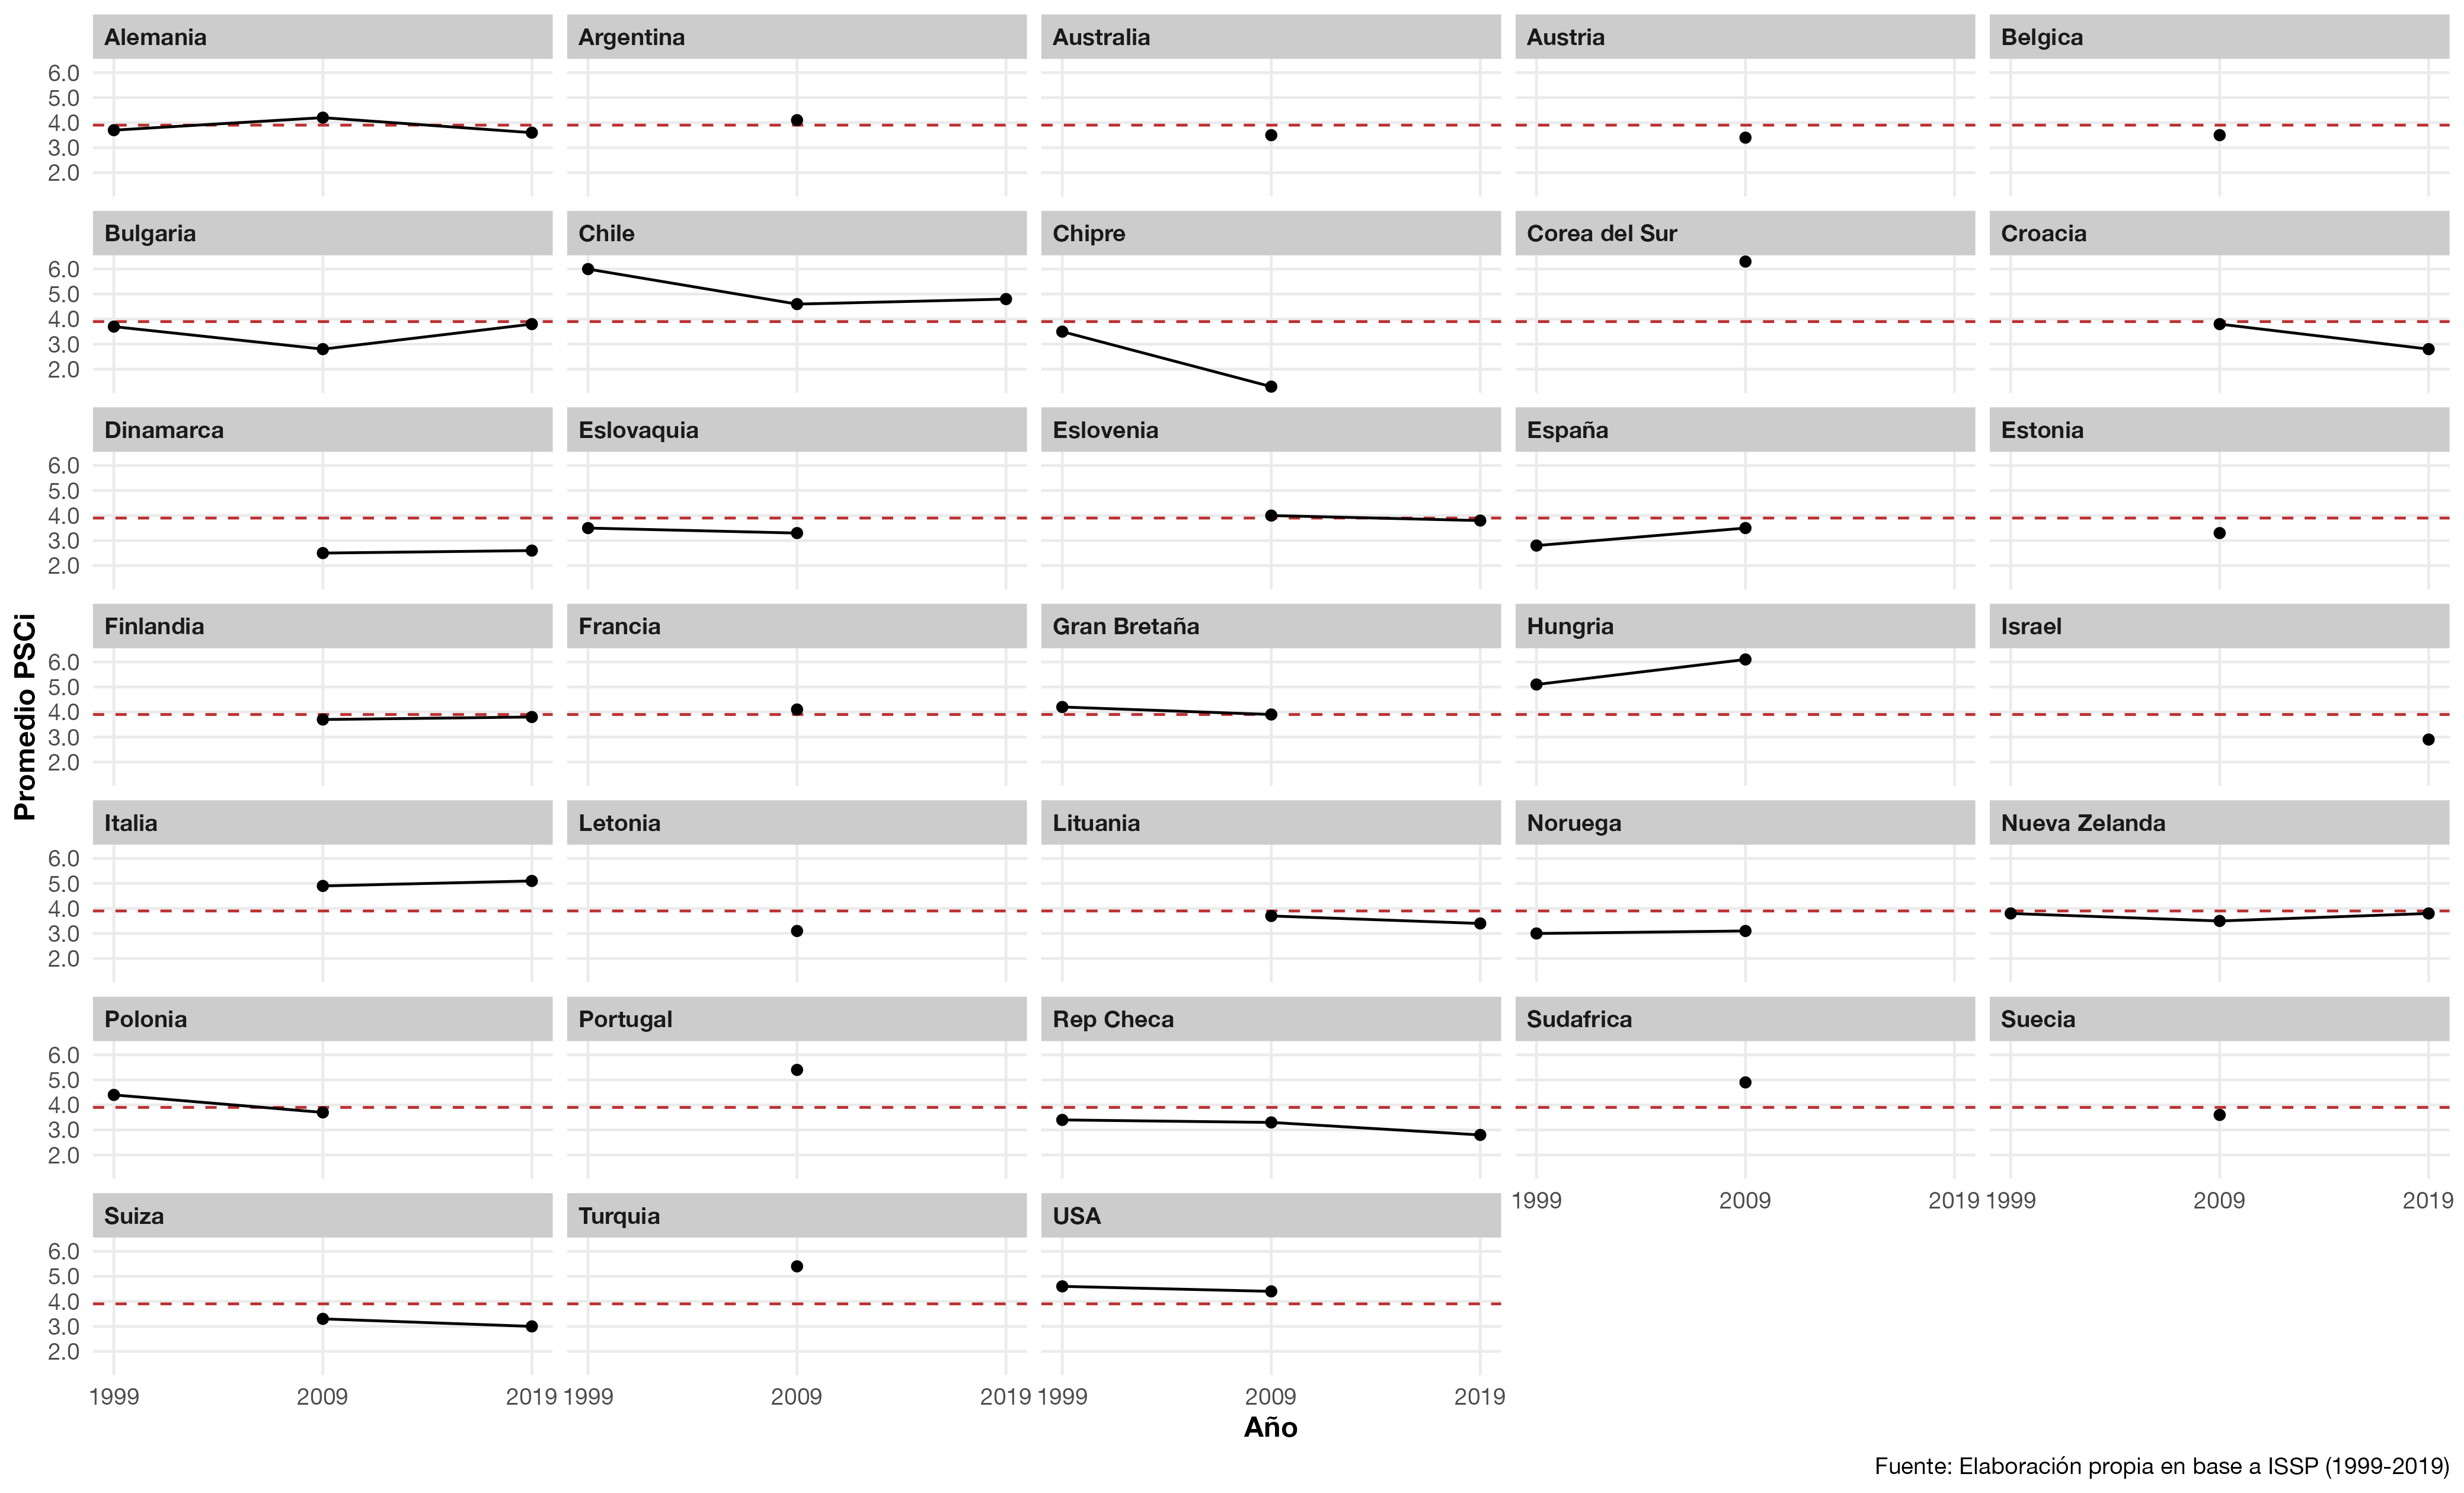 Alemania Argentina Australia Austria Belgica
6.0
5.0
4.0
3.0
2.0
Bulgaria Chile Chipre Corea del Sur Croacia
6.0
5.0
4.0
3.0
2.0
Dinamarca Eslovaquia Eslovenia España Estonia
6.0
5.0
4.0
3.0
2.0
Finlandia Francia Gran Bretaña Hungria Israel
6.0
5.0
4.0
3.0
2.0
Promedio PSCi
Italia Letonia Lituania Noruega Nueva Zelanda
6.0
5.0
4.0
3.0
2.0
Polonia Portugal Rep Checa Sudafrica Suecia
6.0
5.0
4.0
3.0
2.0
1999 2009 2019 1999 2009 2019
Suiza Turquia USA
6.0
5.0
4.0
3.0
2.0
1999 2009 2019 1999 2009 2019 1999 2009 2019
Año
Fuente: Elaboración propia en base a ISSP (1999-2019)